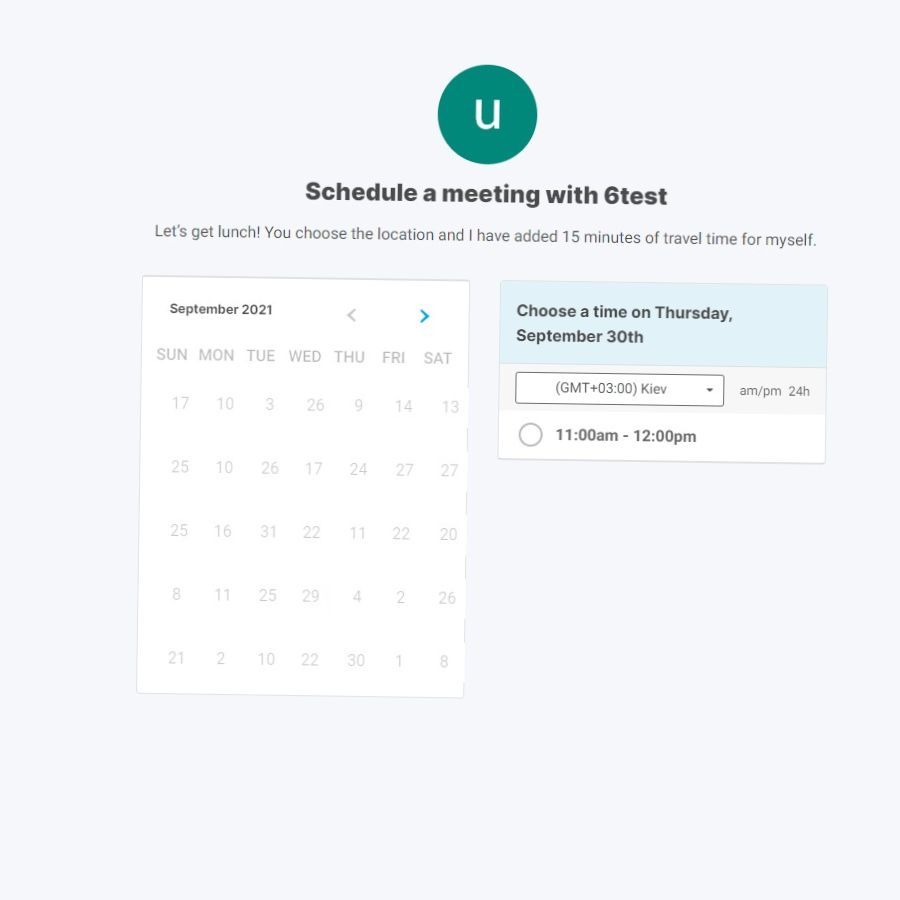 u
Schedule a meeting with 6test
Let's get lunch! You choose the location and I have added 15 minutes of travel time for myself.
September 2021
SUN MON TUE WED THU FRI SAT
17 10 3 26 9 14 13
25 10 26 17 24 27 27
25 16 31 22 11 22 20
8 11 25 29 4 2 26
21 2 10 22 30 1 8
Choose a time on Thursday,
September 30th
(GMT+03:00) Kiev am/pm 24h
11:00am - 12:00pm